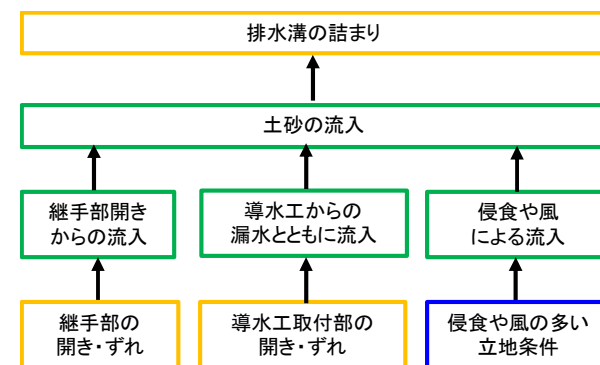 排水溝の詰まり
土砂の流入
継手部開き
からの流入
導水工からの
漏水とともに流入
侵食や風
による流入
継手部の
開き・ずれ
導水工取付部の
開き・ずれ
侵食や風の多い
立地条件